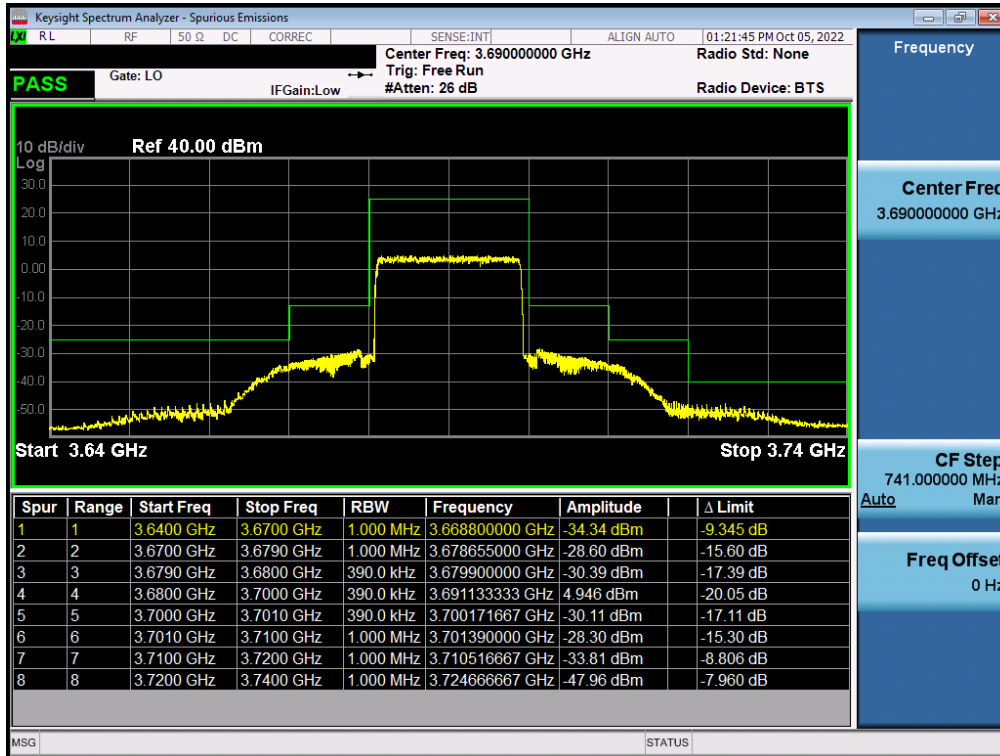 Keysight Spectrum Analyzer - Spurious Emissions
LXI RL RF 50 Ω DC CORREC SENSE:INT ALIGN AUTO 01:21:45 PM Oct 05, 2022
Center Freq: 3.690000000 GHz Radio Std: None
Gate: LO Trig: Free Run
PASS IFGain:Low #Atten: 26 dB Radio Device: BTS
10 dB/div Ref 40.00 dBm
Log
30.0
20.0
10.0
0.00
-10.0
-20.0
-30.0
-40.0
-50.0
Start 3.64 GHz Stop 3.74 GHz
Spur Range Start Freq Stop Freq RBW Frequency Amplitude Δ Limit
1 1 3.6400 GHz 3.6700 GHz 1.000 MHz 3.668800000 GHz -34.34 dBm -9.345 dB
2 2 3.6700 GHz 3.6790 GHz 1.000 MHz 3.678655000 GHz -28.60 dBm -15.60 dB
3 3 3.6790 GHz 3.6800 GHz 390.0 kHz 3.679900000 GHz -30.39 dBm -17.39 dB
4 4 3.6800 GHz 3.7000 GHz 390.0 kHz 3.691133333 GHz 4.946 dBm -20.05 dB
5 5 3.7000 GHz 3.7010 GHz 390.0 kHz 3.700171667 GHz -30.11 dBm -17.11 dB
6 6 3.7010 GHz 3.7100 GHz 1.000 MHz 3.701390000 GHz -28.30 dBm -15.30 dB
7 7 3.7100 GHz 3.7200 GHz 1.000 MHz 3.710516667 GHz -33.81 dBm -8.806 dB
8 8 3.7200 GHz 3.7400 GHz 1.000 MHz 3.724666667 GHz -47.96 dBm -7.960 dB
MSG STATUS
Frequency
Center Freq
3.690000000 GHz
CF Step
741.000000 MHz
Auto Man
Freq Offset
0 Hz